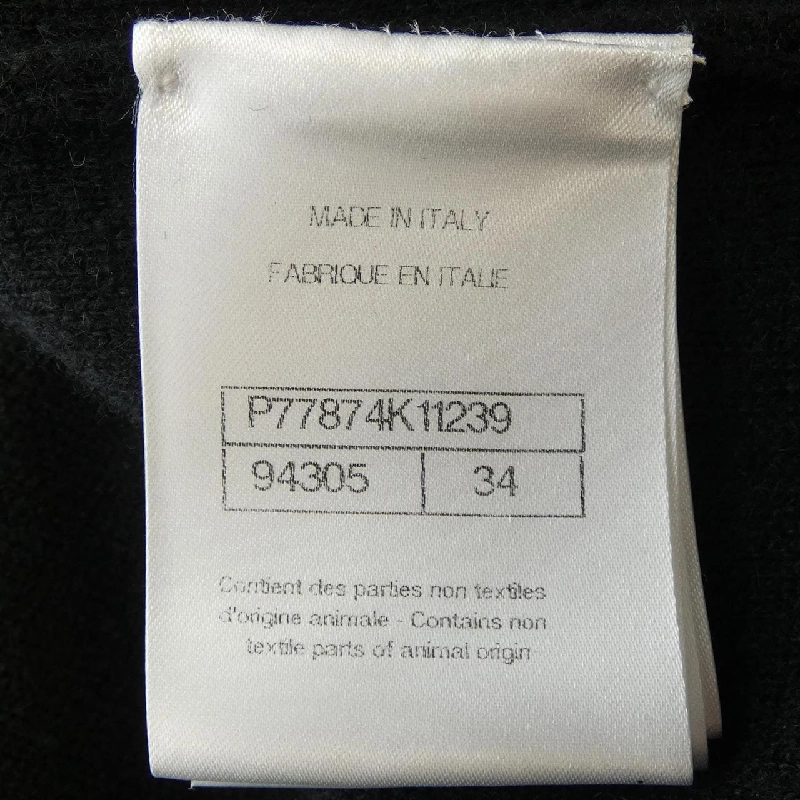 MADE IN ITALY
FABRIQUE EN ITALIE
P77874K11239
94305 34
Contient des parties non textiles
d'origine animale - Contains non
textile parts of animal origin